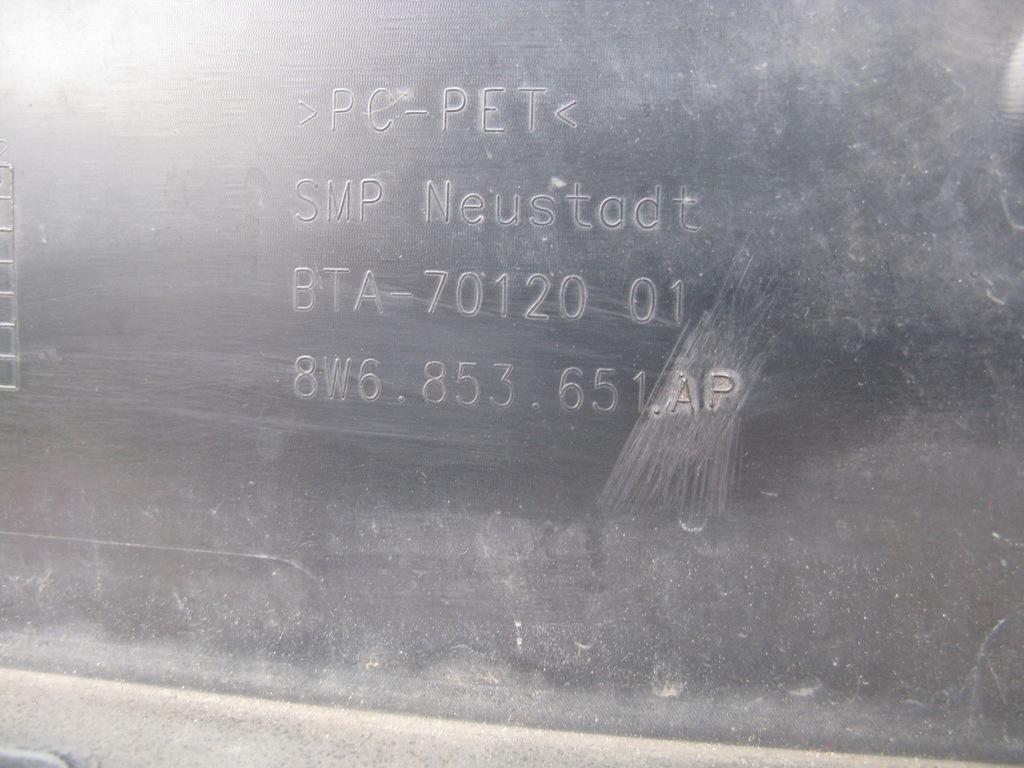 >PC-PET<
SMP Neustadt
BTA-70120 01
8W6.853.651.AP